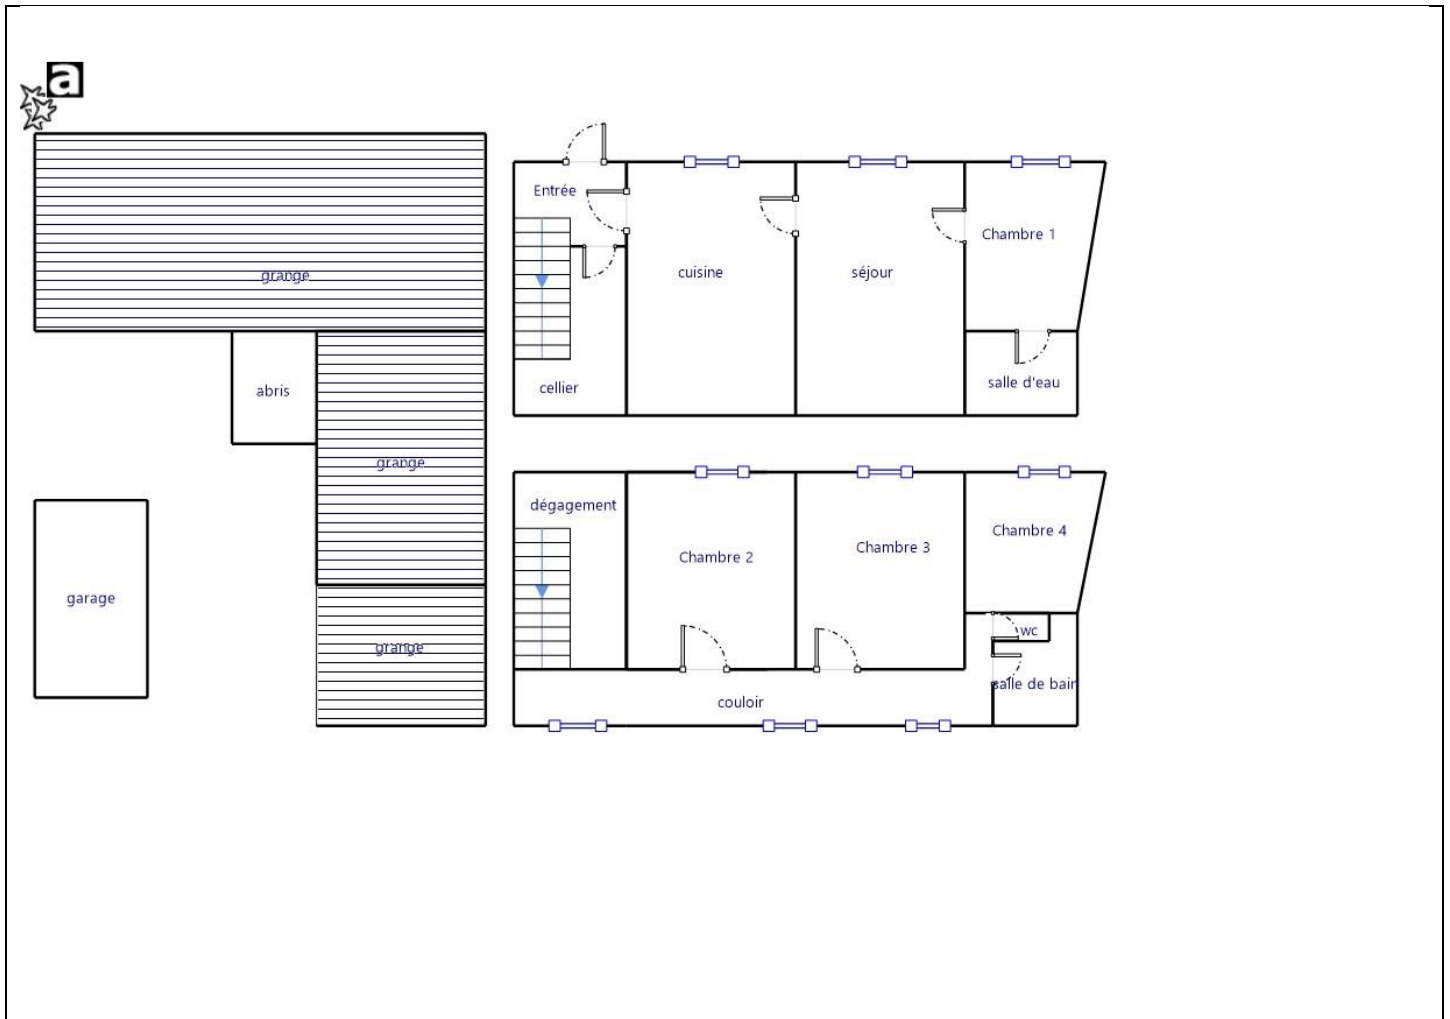 a
Entrée
Chambre 1
cuisine
séjour
grange
salle d'eau
abris
cellier
grange
dégagement
Chambre 4
Chambre 3
Chambre 2
garage
wc
grange
salle de bain
couloir